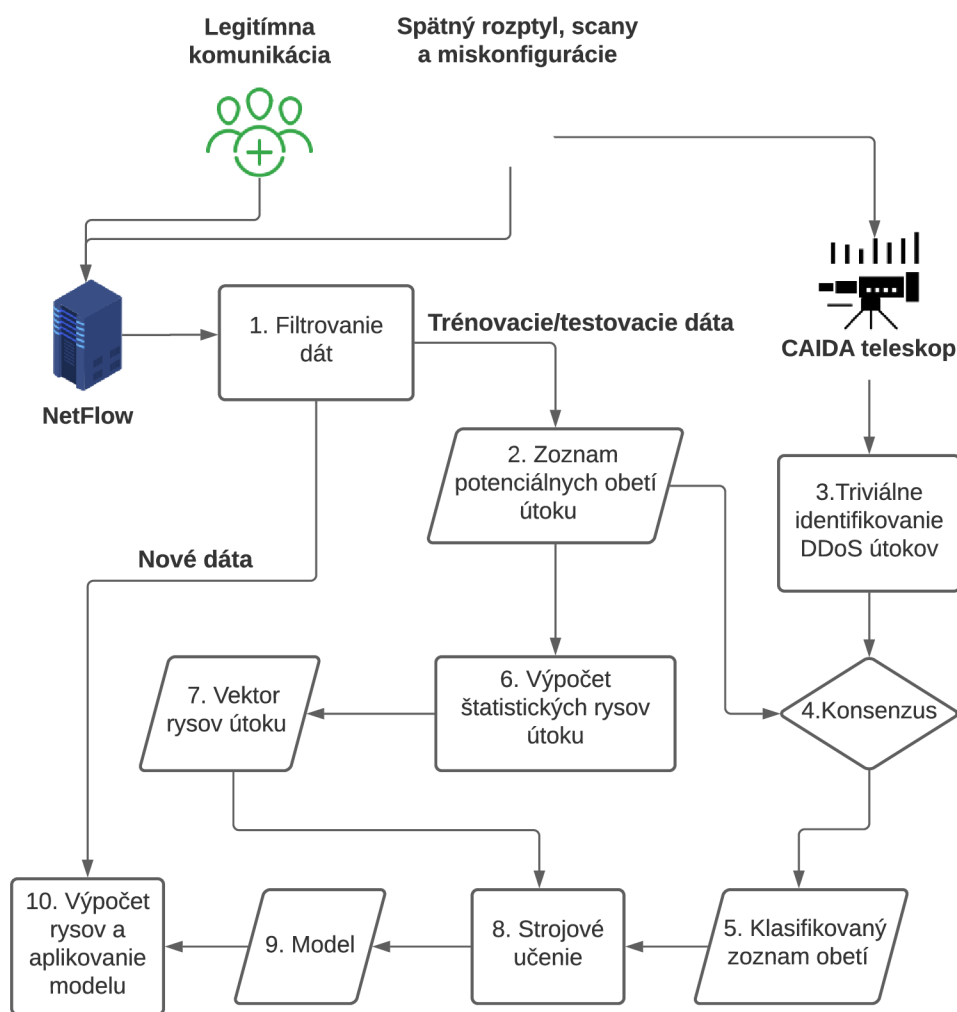 Legitímna
komunikácia
Spätný rozptyl, scany
a miskonfigurácie
1. Filtrovanie
dát
Trénovacie/testovacie dáta
CAIDA teleskop
NetFlow
2. Zoznam
potenciálnych obetí
útoku
3.Triviálne
identifikovanie
DDoS útokov
Nové dáta
7. Vektor
rysov útoku
6. Výpočet
štatistických rysov
útoku
4.Konsenzus
10. Výpočet
rysov a
aplikovanie
modelu
9. Model
8. Strojové
učenie
5. Klasifikovaný
zoznam obetí